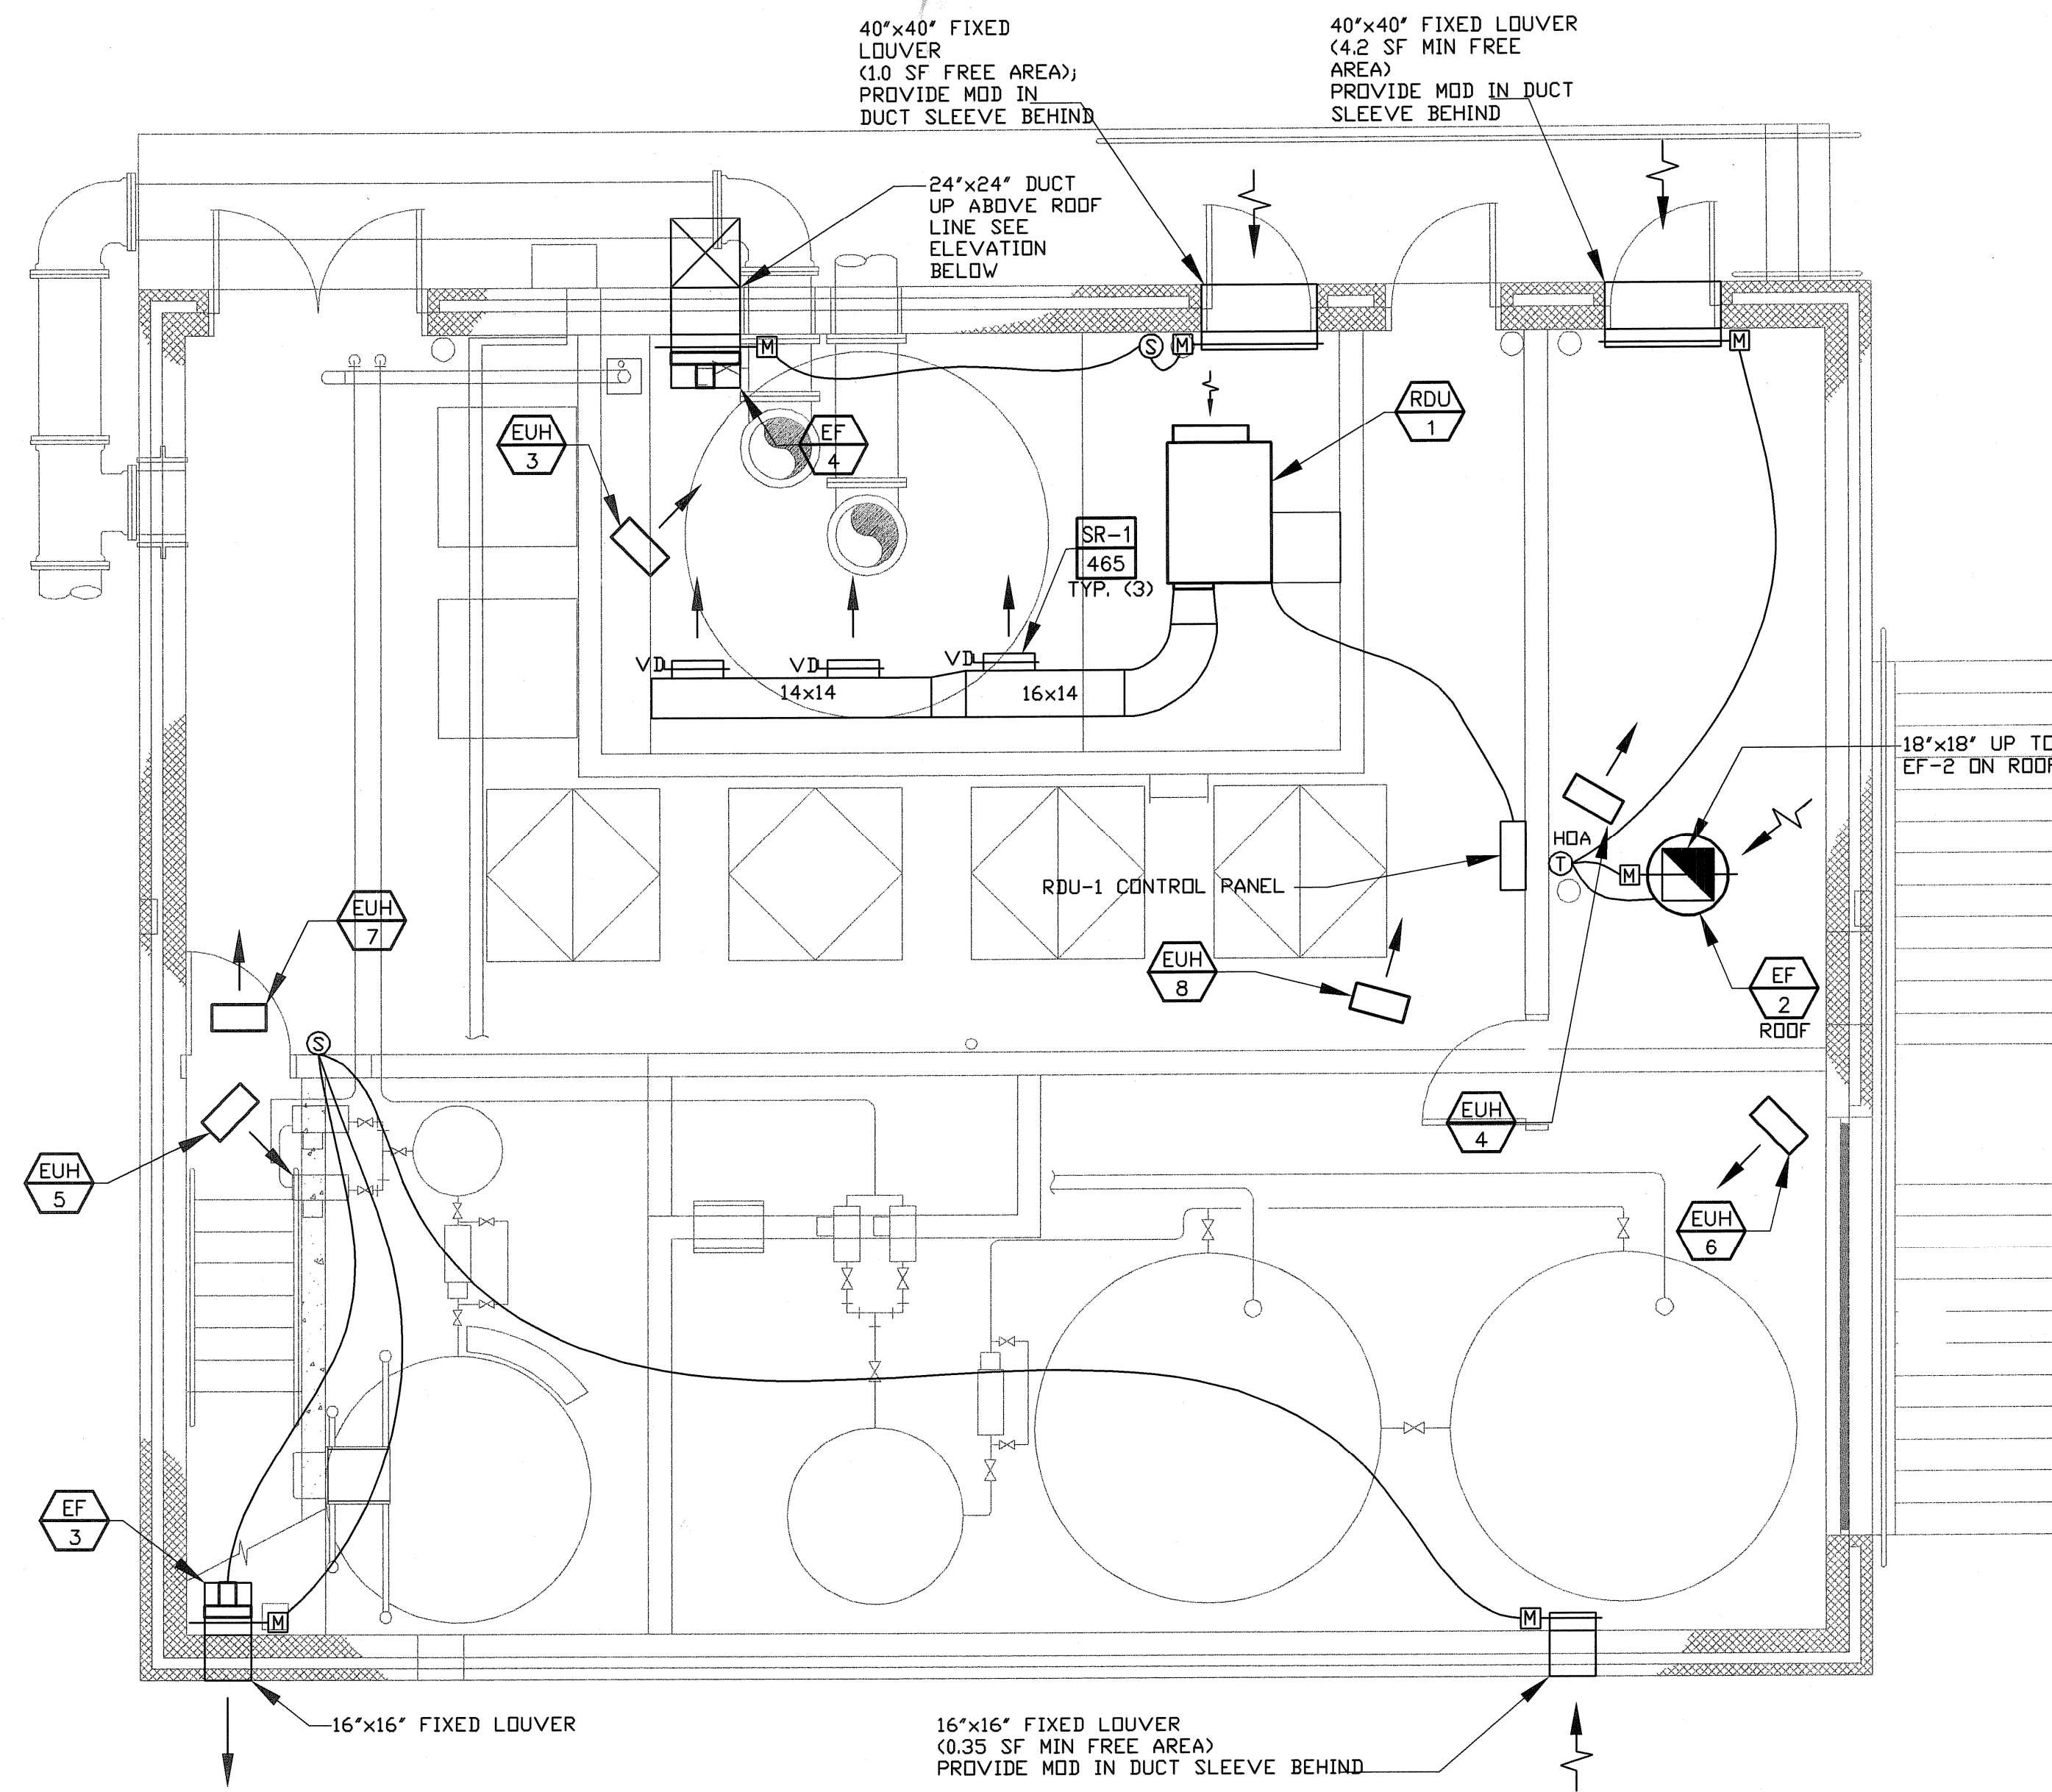 40"x40" FIXED
LOUVER
(1.0 SF FREE AREA);
PROVIDE MOD IN
DUCT SLEEVE BEHIND
40"x40" FIXED LOUVER
(4.2 SF MIN FREE
AREA)
PROVIDE MOD IN DUCT
SLEEVE BEHIND
24"x24" DUCT
UP ABOVE ROOF
LINE SEE
ELEVATION
BELOW
M
S
M
M
RDU
1
EUH
3
EF
4
SR-1
465
TYP. (3)
VD
VD
VD
14x14
16x14
18"x18" UP TO
EF-2 ON ROOF
HOA
T
M
RDU-1 CONTROL PANEL
EUH
7
EUH
8
EF
2
ROOF
S
EUH
4
EUH
5
EUH
6
EF
3
M
M
16"x16" FIXED LOUVER
16"x16" FIXED LOUVER
(0.35 SF MIN FREE AREA)
PROVIDE MOD IN DUCT SLEEVE BEHIND